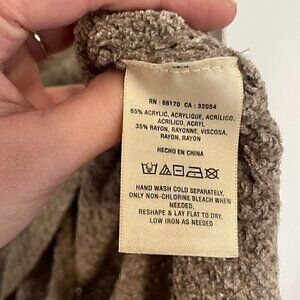 RN : 66170 CA : 32054
65% ACRYLIC, ACRYLIQUE, ACRÍLICO,
ACRILICO, ACRYL
35% RAYON, RAYONNE, VISCOSA,
RAYON, RAYON
HECHO EN CHINA
HAND WASH COLD SEPARATELY,
ONLY NON-CHLORINE BLEACH WHEN
NEEDED,
RESHAPE & LAY FLAT TO DRY,
LOW IRON AS NEEDED